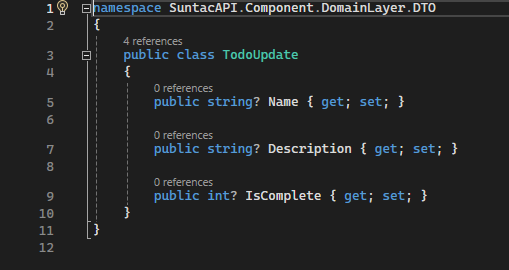 1 namespace SuntacAPI.Component.DomainLayer.DTO
2 {
4 references
3 public class TodoUpdate
4 {
0 references
5 public string? Name { get; set; }
6
0 references
7 public string? Description { get; set; }
8
0 references
9 public int? IsComplete { get; set; }
10 }
11 }
12